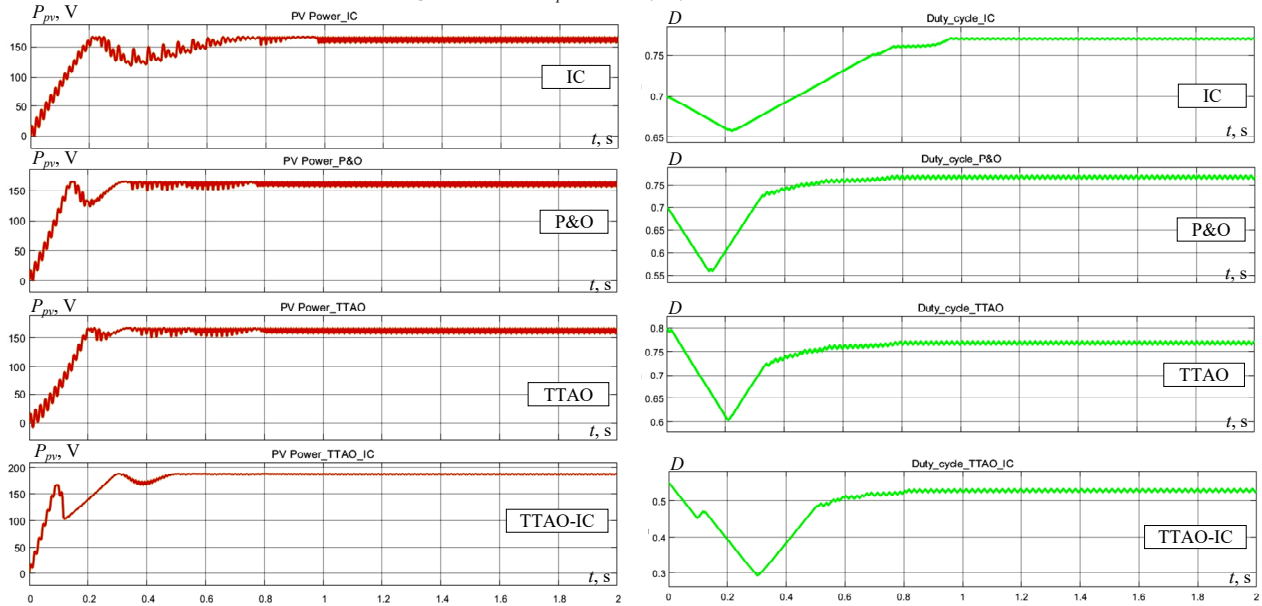 PV Power_IC
P_pv, V
150
100
50
0
IC
t, s
PV Power_P&O
P_pv, V
150
100
50
0
P&O
t, s
PV Power_TTAO
P_pv, V
150
100
50
0
TTAO
t, s
PV Power_TTAO_IC
P_pv, V
200
150
100
50
0
TTAO-IC
t, s
0 0.2 0.4 0.6 0.8 1 1.2 1.4 1.6 1.8 2
Duty_cycle_IC
D
0.75
0.7
0.65
IC
t, s
Duty_cycle_P&O
D
0.75
0.7
0.65
0.6
0.55
P&O
t, s
Duty_cycle_TTAO
D
0.8
0.75
0.7
0.65
0.6
TTAO
t, s
Duty_cycle_TTAO_IC
D
0.5
0.4
0.3
TTAO-IC
t, s
0 0.2 0.4 0.6 0.8 1 1.2 1.4 1.6 1.8 2